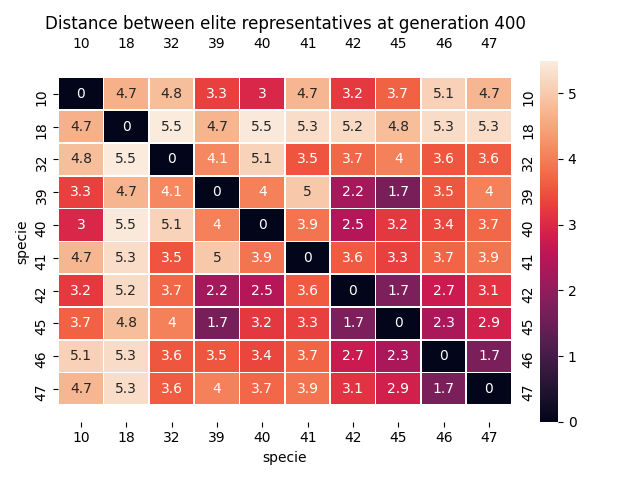 Distance between elite representatives at generation 400
10 18 32 39 40 41 42 45 46 47
10 0 4.7 4.8 3.3 3 4.7 3.2 3.7 5.1 4.7 10
18 4.7 0 5.5 4.7 5.5 5.3 5.2 4.8 5.3 5.3 18
32 4.8 5.5 0 4.1 5.1 3.5 3.7 4 3.6 3.6 32
39 3.3 4.7 4.1 0 4 5 2.2 1.7 3.5 4 39
40 3 5.5 5.1 4 0 3.9 2.5 3.2 3.4 3.7 40
41 4.7 5.3 3.5 5 3.9 0 3.6 3.3 3.7 3.9 41
42 3.2 5.2 3.7 2.2 2.5 3.6 0 1.7 2.7 3.1 42
45 3.7 4.8 4 1.7 3.2 3.3 1.7 0 2.3 2.9 45
46 5.1 5.3 3.6 3.5 3.4 3.7 2.7 2.3 0 1.7 46
47 4.7 5.3 3.6 4 3.7 3.9 3.1 2.9 1.7 0 47
10 18 32 39 40 41 42 45 46 47
specie
specie
5
4
3
2
1
0